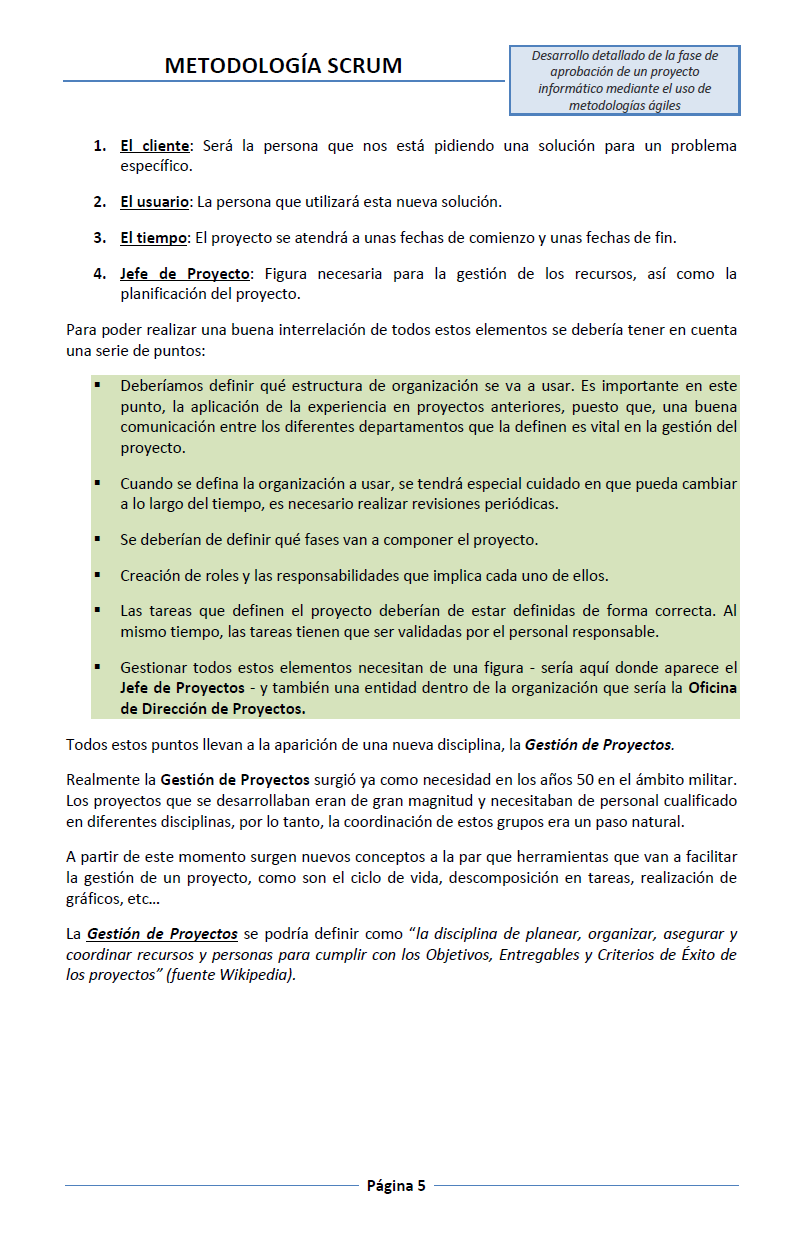 METODOLOGÍA SCRUM
Desarrollo detallado de la fase de
aprobación de un proyecto
informático mediante el uso de
metodologías ágiles
1. El cliente: Será la persona que nos está pidiendo una solución para un problema
específico.
2. El usuario: La persona que utilizará esta nueva solución.
3. El tiempo: El proyecto se atendrá a unas fechas de comienzo y unas fechas de fin.
4. Jefe de Proyecto: Figura necesaria para la gestión de los recursos, así como la
planificación del proyecto.
Para poder realizar una buena interrelación de todos estos elementos se debería tener en cuenta
una serie de puntos:
▪ Deberíamos definir qué estructura de organización se va a usar. Es importante en este
punto, la aplicación de la experiencia en proyectos anteriores, puesto que, una buena
comunicación entre los diferentes departamentos que la definen es vital en la gestión del
proyecto.
▪ Cuando se defina la organización a usar, se tendrá especial cuidado en que pueda cambiar
a lo largo del tiempo, es necesario realizar revisiones periódicas.
▪ Se deberían de definir qué fases van a componer el proyecto.
▪ Creación de roles y las responsabilidades que implica cada uno de ellos.
▪ Las tareas que definen el proyecto deberían de estar definidas de forma correcta. Al
mismo tiempo, las tareas tienen que ser validadas por el personal responsable.
▪ Gestionar todos estos elementos necesitan de una figura - sería aquí donde aparece el
Jefe de Proyectos - y también una entidad dentro de la organización que sería la Oficina
de Dirección de Proyectos.
Todos estos puntos llevan a la aparición de una nueva disciplina, la Gestión de Proyectos.
Realmente la Gestión de Proyectos surgió ya como necesidad en los años 50 en el ámbito militar.
Los proyectos que se desarrollaban eran de gran magnitud y necesitaban de personal cualificado
en diferentes disciplinas, por lo tanto, la coordinación de estos grupos era un paso natural.
A partir de este momento surgen nuevos conceptos a la par que herramientas que van a facilitar
la gestión de un proyecto, como son el ciclo de vida, descomposición en tareas, realización de
gráficos, etc...
La Gestión de Proyectos se podría definir como “la disciplina de planear, organizar, asegurar y
coordinar recursos y personas para cumplir con los Objetivos, Entregables y Criterios de Éxito de
los proyectos” (fuente Wikipedia).
Página 5